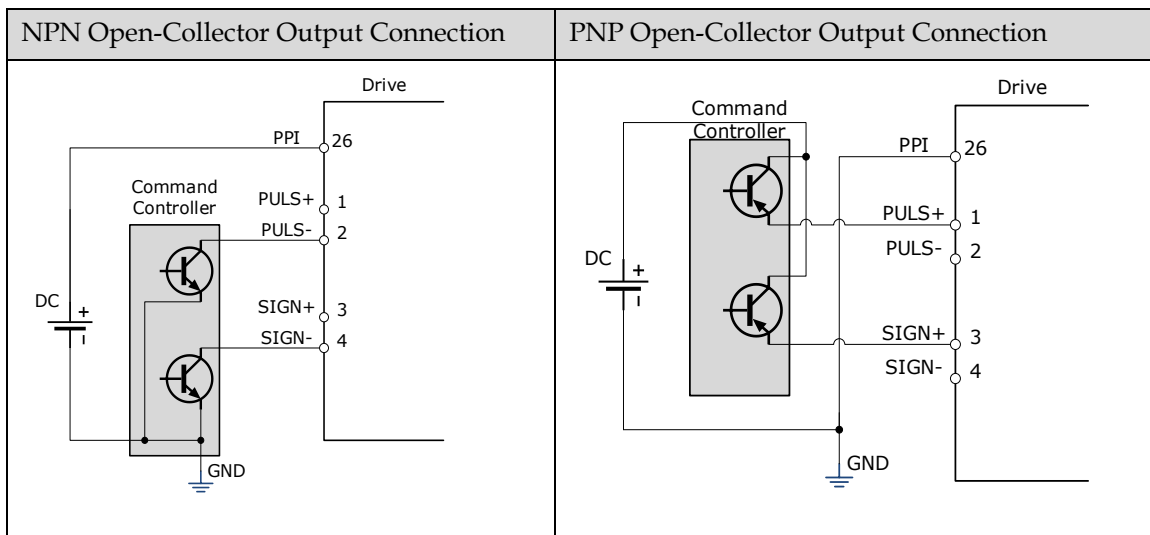 NPN Open-Collector Output Connection
PNP Open-Collector Output Connection
Drive
PPI 26
Command
Controller
PULS+ 1
PULS- 2
DC +
-
SIGN+ 3
SIGN- 4
GND
Drive
Command
Controller
PPI 26
PULS+ 1
PULS- 2
DC +
-
SIGN+ 3
SIGN- 4
GND